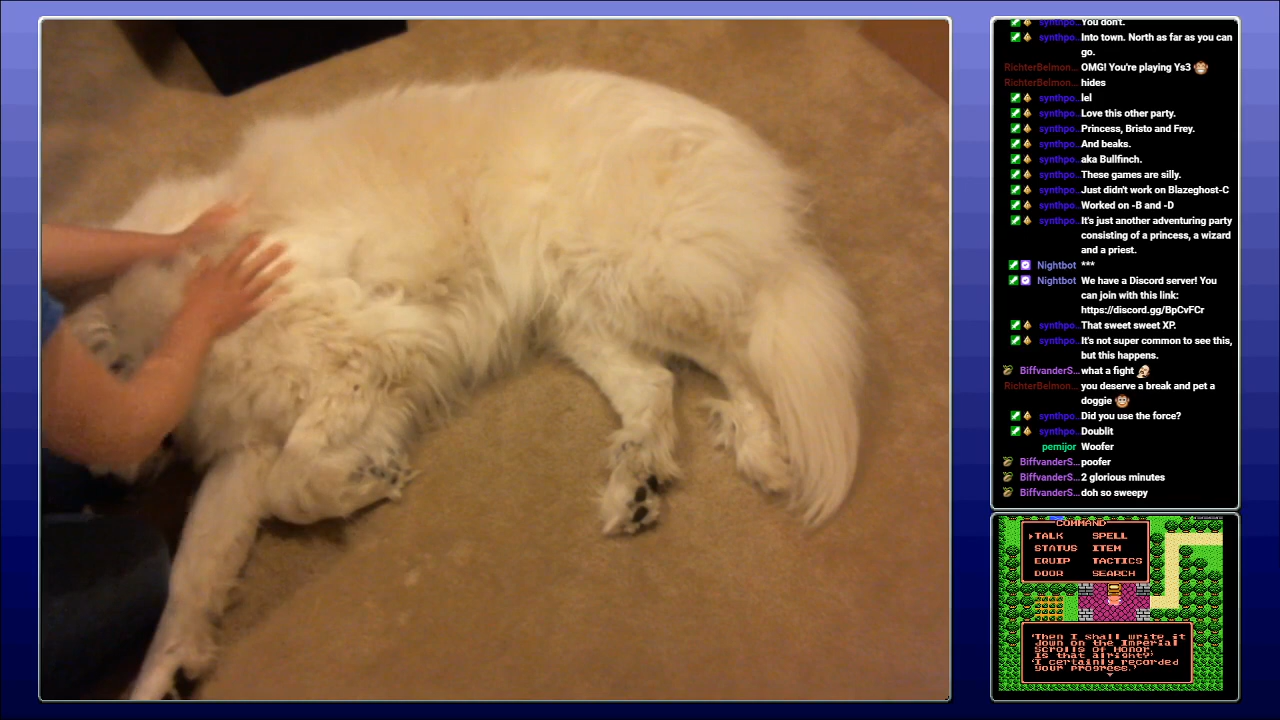 synthpo... You don't.
synthpo... Into town. North as far as you can
go.
RichterBelmon... OMG! You're playing Ys3
RichterBelmon... hides
synthpo... lel
synthpo... Love this other party.
synthpo... Princess, Bristo and Frey.
synthpo... And beaks.
synthpo... aka Bullfinch.
synthpo... These games are silly.
synthpo... Just didn't work on Blazeghost-C
synthpo... Worked on -B and -D
synthpo... It's just another adventuring party
consisting of a princess, a wizard
and a priest.
Nightbot ***
Nightbot We have a Discord server! You
can join with this link:
https://discord.gg/BpCvFCr
synthpo... That sweet sweet XP.
synthpo... It's not super common to see this,
but this happens.
BiffvanderS... what a fight
RichterBelmon... you deserve a break and pet a
doggie
synthpo... Did you use the force?
synthpo... Doublit
pemijor Woofer
BiffvanderS... poofer
BiffvanderS... 2 glorious minutes
BiffvanderS... doh so sweepy
COMMAND
TALK SPELL
STATUS ITEM
EQUIP TACTICS
DOOR SEARCH
'Then I shall write it
down on the Imperial
Scrolls of Honor.
Is that alright?'
'I certainly recorded
your progress.'